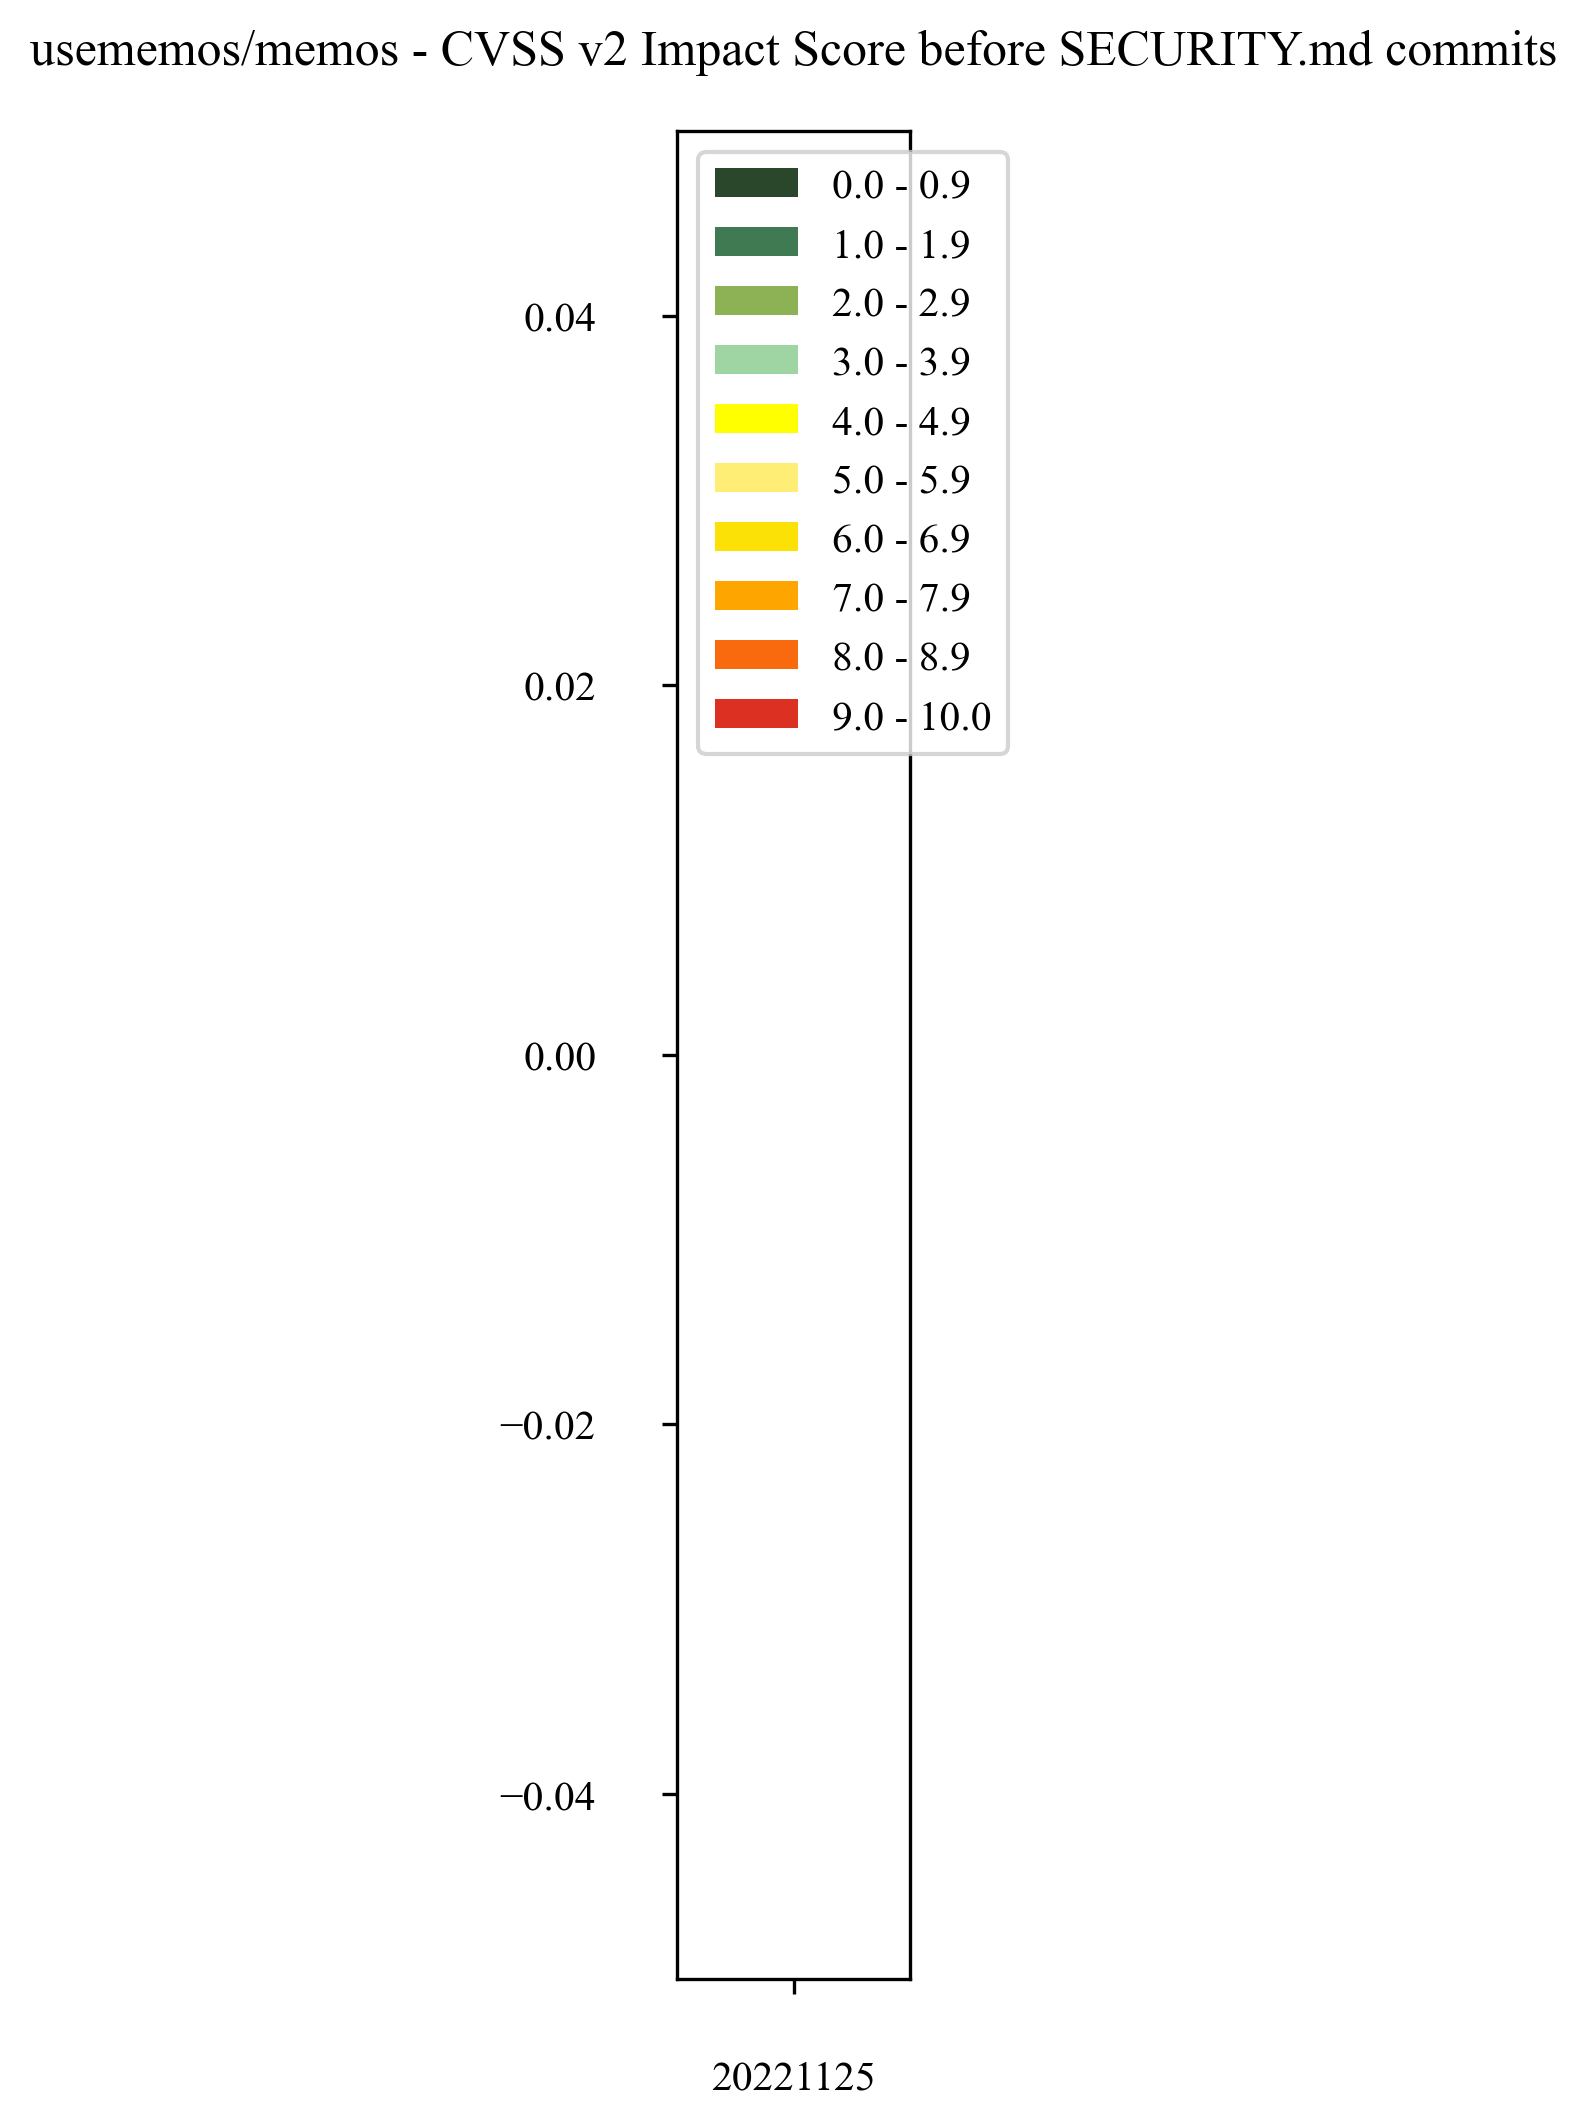 usememos/memos - CVSS v2 Impact Score before SECURITY.md commits
0.0 - 0.9
1.0 - 1.9
2.0 - 2.9
3.0 - 3.9
4.0 - 4.9
5.0 - 5.9
6.0 - 6.9
7.0 - 7.9
8.0 - 8.9
9.0 - 10.0
0.04
0.02
0.00
−0.02
−0.04
20221125